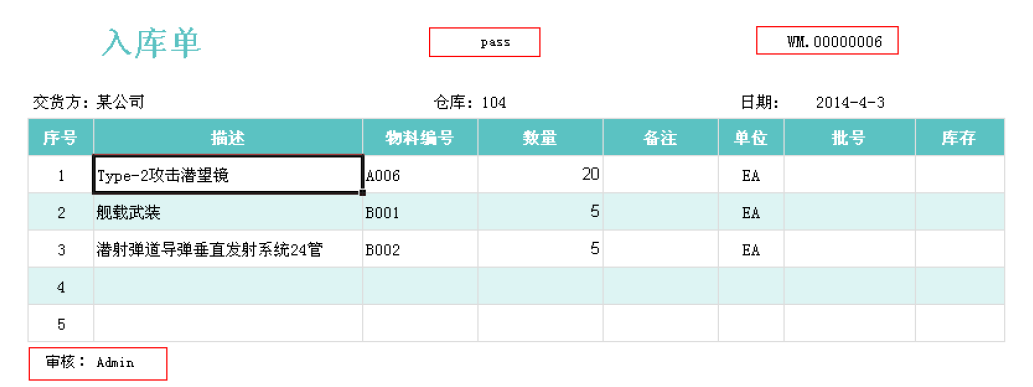 入库单 pass WM.00000006
交货方: 某公司 仓库: 104 日期: 2014-4-3
序号 描述 物料编号 数量 备注 单位 批号 库存
1 Type-2攻击潜望镜 A006 20 EA
2 舰载武装 B001 5 EA
3 潜射弹道导弹垂直发射系统24管 B002 5 EA
4
5
审核: Admin